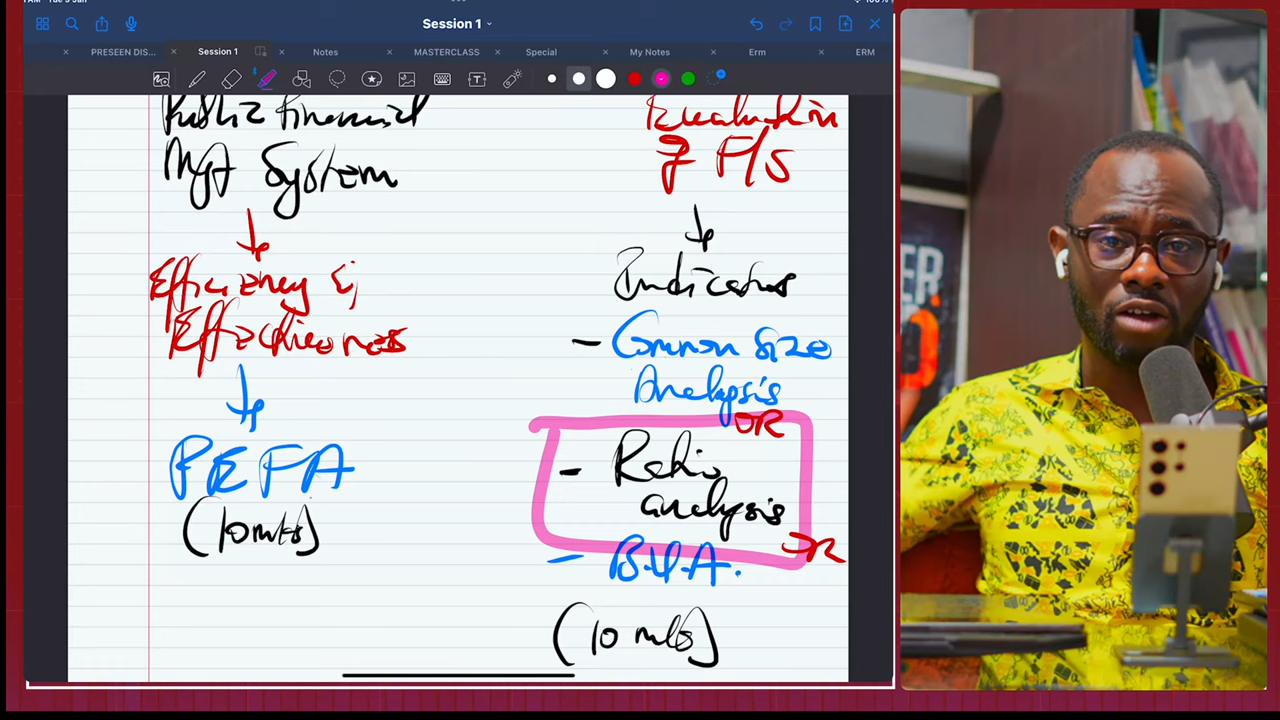 Session 1
PRESEEN DIS...
Session 1
Notes
MASTERCLASS
Special
My Notes
Erm
ERM
Public Financial
Mgt System
Efficiency &
Effectiveness
PEFA
(10mks)
Evaluation
of F/S
Indicators
- Common Size
Analysis
OR
- Ratio
analysis
OR
- B.V.A.
(10 mks)